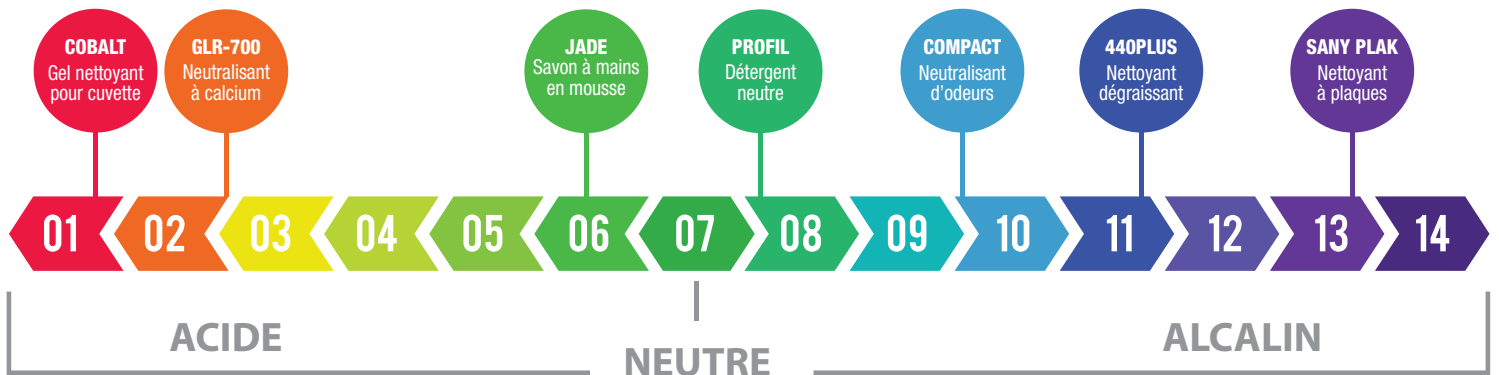 COBALT
Gel nettoyant
pour cuvette
GLR-700
Neutralisant
à calcium
JADE
Savon à mains
en mousse
PROFIL
Détergent
neutre
COMPACT
Neutralisant
d'odeurs
440PLUS
Nettoyant
dégraissant
SANY PLAK
Nettoyant
à plaques
01 02 03 04 05 06 07 08 09 10 11 12 13 14
ACIDE
NEUTRE
ALCALIN